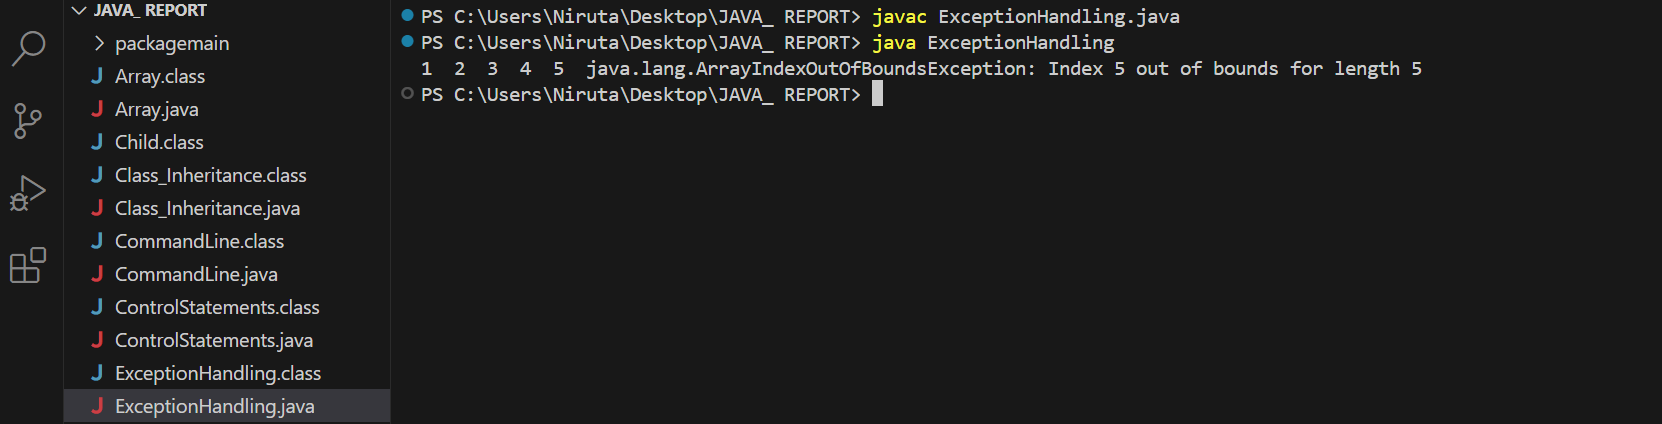 JAVA_ REPORT
packagemain
J Array.class
J Array.java
J Child.class
J Class_Inheritance.class
J Class_Inheritance.java
J CommandLine.class
J CommandLine.java
J ControlStatements.class
J ControlStatements.java
J ExceptionHandling.class
J ExceptionHandling.java
PS C:\Users\Niruta\Desktop\JAVA_ REPORT> javac ExceptionHandling.java
PS C:\Users\Niruta\Desktop\JAVA_ REPORT> java ExceptionHandling
1  2  3  4  5  java.lang.ArrayIndexOutOfBoundsException: Index 5 out of bounds for length 5
PS C:\Users\Niruta\Desktop\JAVA_ REPORT>